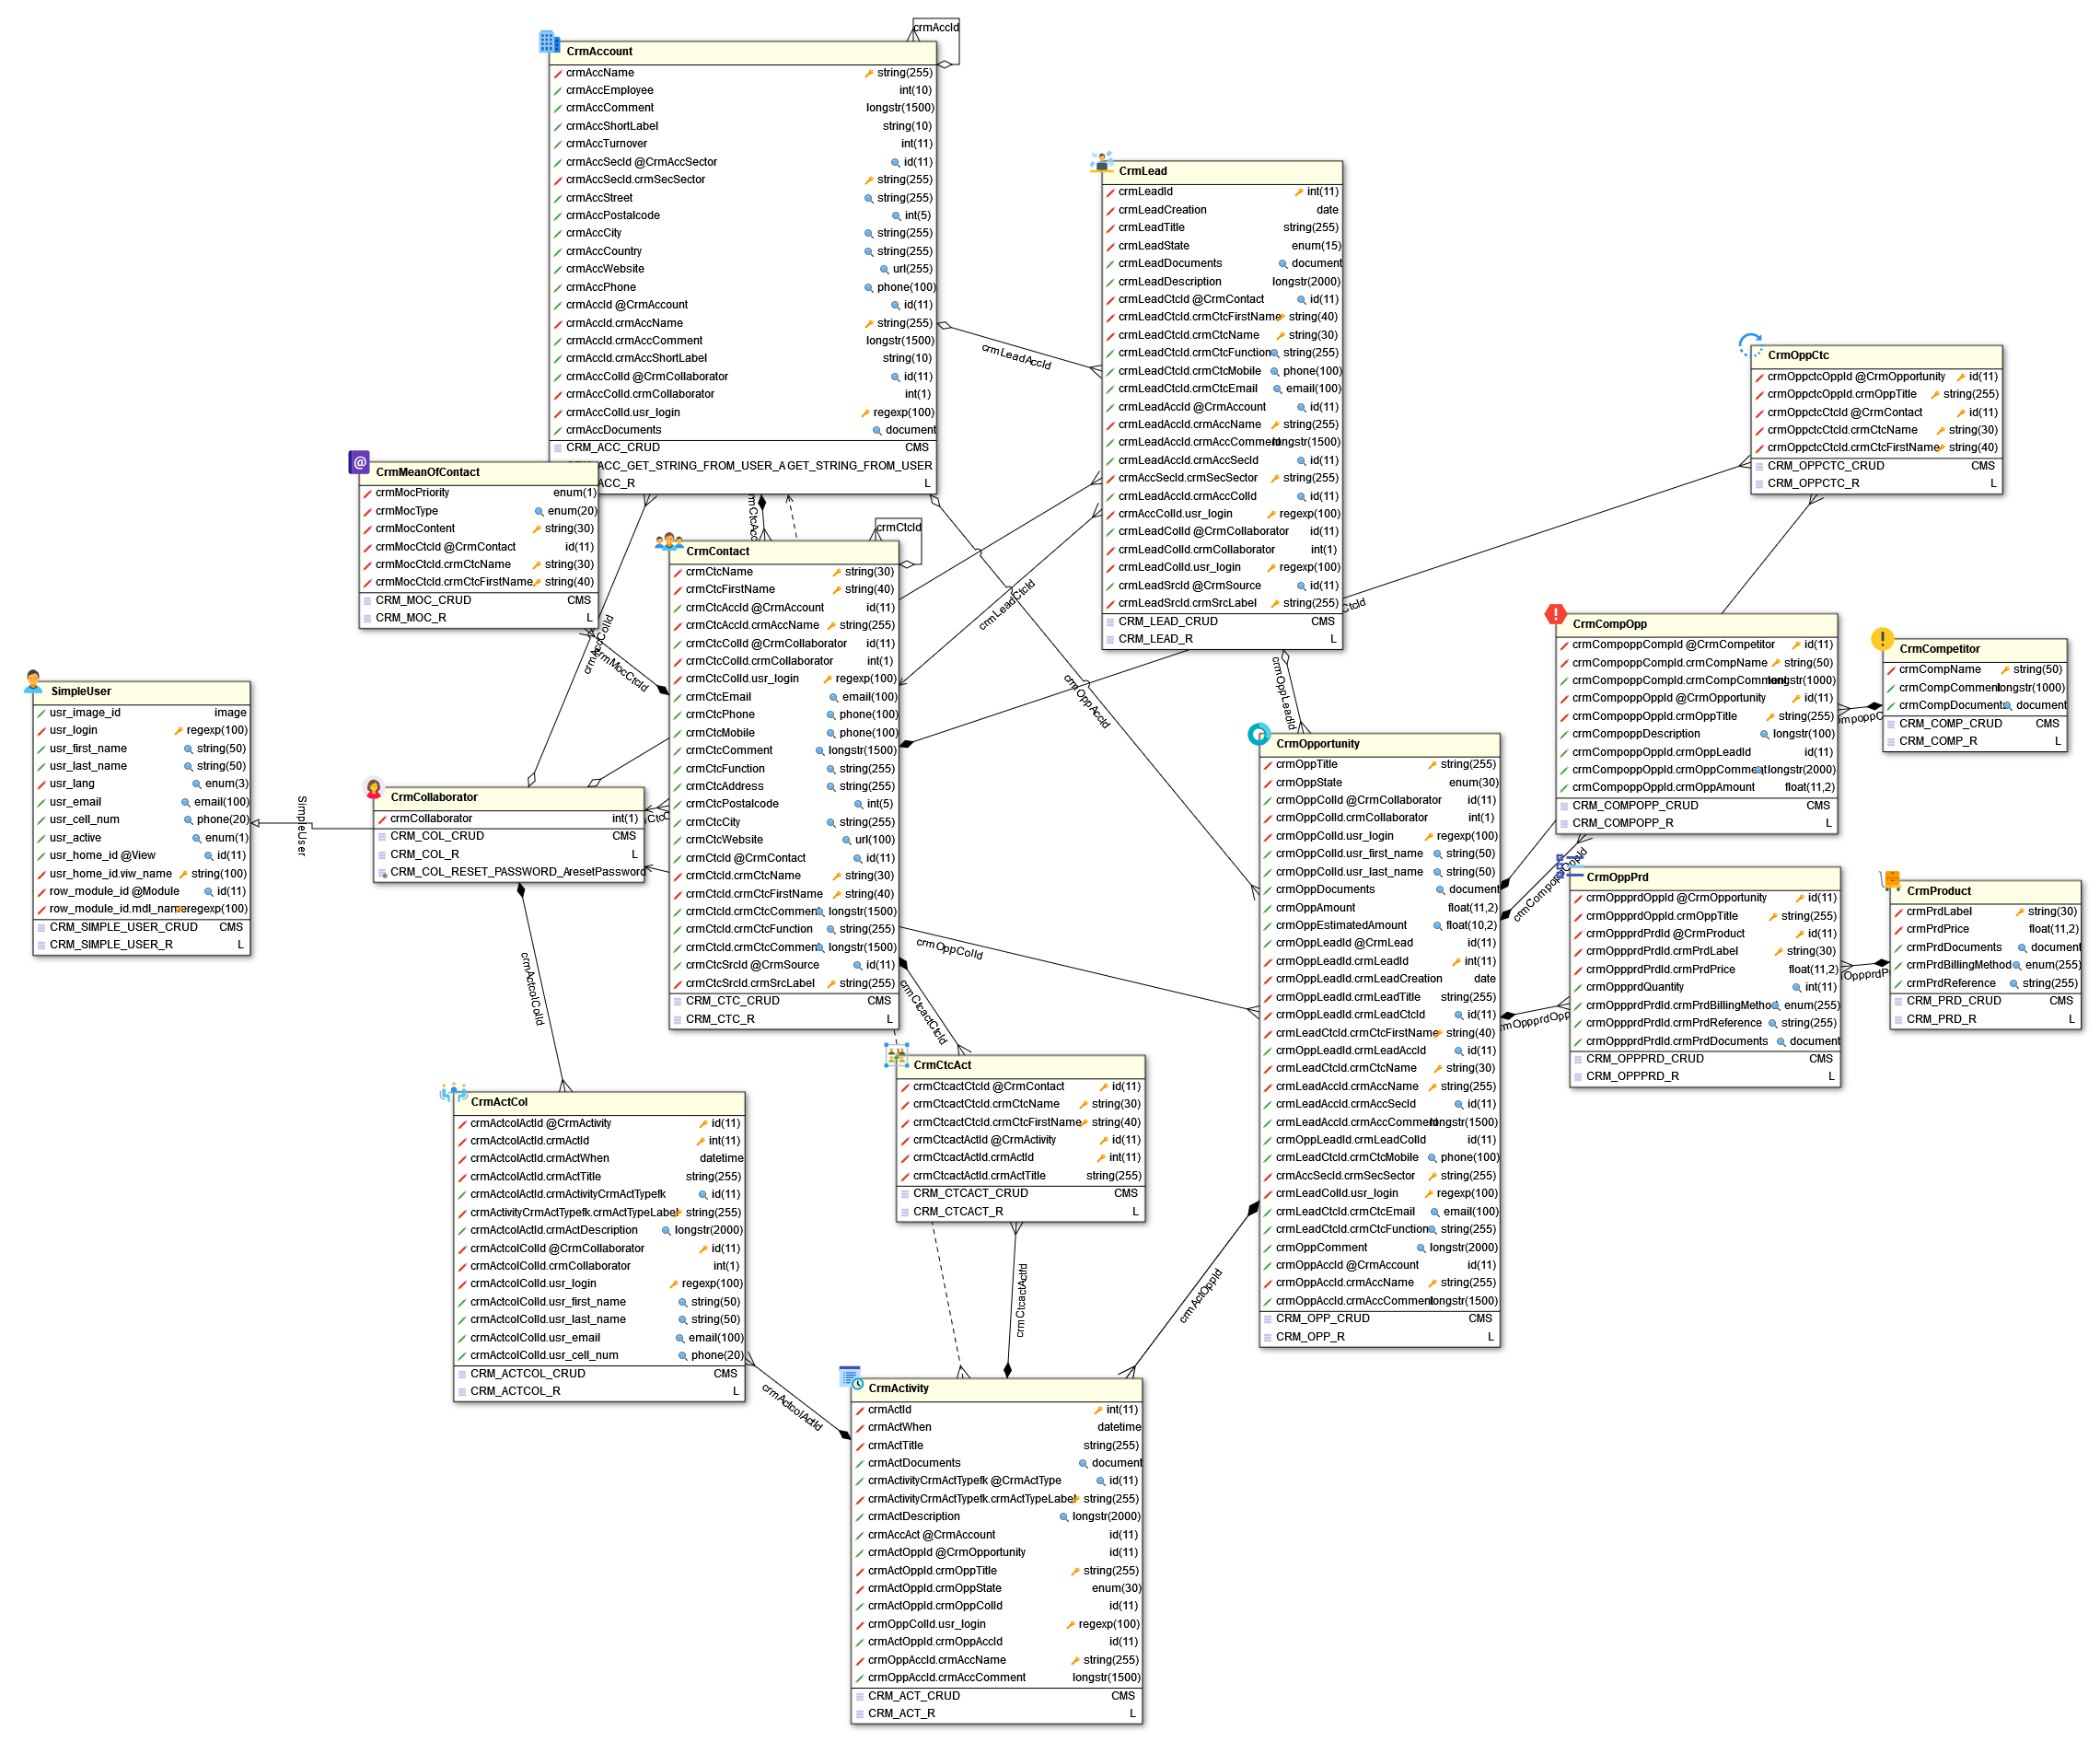 crmAccId
CrmAccount
crmAccName string(255)
crmAccEmployee int(10)
crmAccComment longstr(1500)
crmAccShortLabel string(10)
crmAccTurnover int(11)
crmAccSecId @CrmAccSector id(11)
crmAccSecId.crmSecSector string(255)
crmAccStreet string(255)
crmAccPostalcode int(5)
crmAccCity string(255)
crmAccCountry string(255)
crmAccWebsite url(255)
crmAccPhone phone(100)
crmAccId @CrmAccount id(11)
crmAccId.crmAccName string(255)
crmAccId.crmAccComment longstr(1500)
crmAccId.crmAccShortLabel string(10)
crmAccColId @CrmCollaborator id(11)
crmAccColId.crmCollaborator int(1)
crmAccColId.usr_login regexp(100)
crmAccDocuments document
CRM_ACC_CRUD CMS
ACC_GET_STRING_FROM_USER_A GET_STRING_FROM_USER
ACC_R L
CrmLead
crmLeadId int(11)
crmLeadCreation date
crmLeadTitle string(255)
crmLeadState enum(15)
crmLeadDocuments document
crmLeadDescription longstr(2000)
crmLeadCtcId @CrmContact id(11)
crmLeadCtcId.crmCtcFirstName string(40)
crmLeadCtcId.crmCtcName string(30)
crmLeadCtcId.crmCtcFunction string(255)
crmLeadCtcId.crmCtcMobile phone(100)
crmLeadCtcId.crmCtcEmail email(100)
crmLeadAccId @CrmAccount id(11)
crmLeadAccId.crmAccName string(255)
crmLeadAccId.crmAccComment longstr(1500)
crmLeadAccId.crmAccSecId id(11)
crmAccSecId.crmSecSector string(255)
crmLeadAccId.crmAccColId id(11)
crmAccColId.usr_login regexp(100)
crmLeadColId @CrmCollaborator id(11)
crmLeadColId.crmCollaborator int(1)
crmLeadColId.usr_login regexp(100)
crmLeadSrcId @CrmSource id(11)
crmLeadSrcId.crmSrcLabel string(255)
CRM_LEAD_CRUD CMS
CRM_LEAD_R L
crmLeadAccId
CrmOppCtc
crmOppctcOppId @CrmOpportunity id(11)
crmOppctcOppId.crmOppTitle string(255)
crmOppctcCtcId @CrmContact id(11)
crmOppctcCtcId.crmCtcName string(30)
crmOppctcCtcId.crmCtcFirstName string(40)
CRM_OPPCTC_CRUD CMS
CRM_OPPCTC_R L
CrmMeanOfContact
crmMocPriority enum(1)
crmMocType enum(20)
crmMocContent string(30)
crmMocCtcId @CrmContact id(11)
crmMocCtcId.crmCtcName string(30)
crmMocCtcId.crmCtcFirstName string(40)
CRM_MOC_CRUD CMS
CRM_MOC_R L
crmCtcAcc
crmCtcId
crmAccColId
crmMocCtcId
CrmContact
crmCtcName string(30)
crmCtcFirstName string(40)
crmCtcAccId @CrmAccount id(11)
crmCtcAccId.crmAccName string(255)
crmCtcColId @CrmCollaborator id(11)
crmCtcColId.crmCollaborator int(1)
crmCtcColId.usr_login regexp(100)
crmCtcEmail email(100)
crmCtcPhone phone(100)
crmCtcMobile phone(100)
crmCtcComment longstr(1500)
crmCtcFunction string(255)
crmCtcAddress string(255)
crmCtcPostalcode int(5)
crmCtcCity string(255)
crmCtcWebsite url(100)
crmCtcId @CrmContact id(11)
crmCtcId.crmCtcName string(30)
crmCtcId.crmCtcFirstName string(40)
crmCtcId.crmCtcComment longstr(1500)
crmCtcId.crmCtcFunction string(255)
crmCtcId.crmCtcComment longstr(1500)
crmCtcSrcId @CrmSource id(11)
crmCtcSrcId.crmSrcLabel string(255)
CRM_CTC_CRUD CMS
CRM_CTC_R L
crmLeadCtcId
crmOppAccId
crmOppLeadId
CtcId
CrmCompOpp
crmCompoppCompId @CrmCompetitor id(11)
crmCompoppCompId.crmCompName string(50)
crmCompoppCompId.crmCompComment longstr(1000)
crmCompoppOppId @CrmOpportunity id(11)
crmCompoppOppId.crmOppTitle string(255)
crmCompoppDescription longstr(100)
crmCompoppOppId.crmOppLeadId id(11)
crmCompoppOppId.crmOppComment longstr(2000)
crmCompoppOppId.crmOppAmount float(11,2)
CRM_COMPOPP_CRUD CMS
CRM_COMPOPP_R L
CrmCompetitor
crmCompName string(50)
crmCompComment longstr(1000)
crmCompDocuments document
CRM_COMP_CRUD CMS
CRM_COMP_R L
SimpleUser
usr_image_id image
usr_login regexp(100)
usr_first_name string(50)
usr_last_name string(50)
usr_lang enum(3)
usr_email email(100)
usr_cell_num phone(20)
usr_active enum(1)
usr_home_id @View id(11)
usr_home_id.viw_name string(100)
row_module_id @Module id(11)
row_module_id.mdl_name regexp(100)
CRM_SIMPLE_USER_CRUD CMS
CRM_SIMPLE_USER_R L
SimpleUser
CrmCollaborator
crmCollaborator int(1)
CRM_COL_CRUD CMS
CRM_COL_R L
CRM_COL_RESET_PASSWORD_A resetPassword
CrmOpportunity
crmOppTitle string(255)
crmOppState enum(30)
crmOppColId @CrmCollaborator id(11)
crmOppColId.crmCollaborator int(1)
crmOppColId.usr_login regexp(100)
crmOppColId.usr_first_name string(50)
crmOppColId.usr_last_name string(50)
crmOppDocuments document
crmOppAmount float(11,2)
crmOppEstimatedAmount float(10,2)
crmOppLeadId @CrmLead id(11)
crmOppLeadId.crmLeadId int(11)
crmOppLeadId.crmLeadCreation date
crmOppLeadId.crmLeadTitle string(255)
crmOppLeadId.crmLeadCtcId id(11)
crmLeadCtcId.crmCtcFirstName string(40)
crmOppLeadId.crmLeadAccId id(11)
crmLeadCtcId.crmCtcName string(30)
crmLeadAccId.crmAccName string(255)
crmLeadAccId.crmAccSecId id(11)
crmLeadAccId.crmAccComment longstr(1500)
crmOppLeadId.crmLeadColId id(11)
crmLeadCtcId.crmCtcMobile phone(100)
crmAccSecId.crmSecSector string(255)
crmLeadColId.usr_login regexp(100)
crmLeadCtcId.crmCtcEmail email(100)
crmLeadCtcId.crmCtcFunction string(255)
crmOppComment longstr(2000)
crmOppAccId @CrmAccount id(11)
crmOppAccId.crmAccName string(255)
crmOppAccId.crmAccComment longstr(1500)
CRM_OPP_CRUD CMS
CRM_OPP_R L
crmCompoppOppId
CrmOppPrd
crmOppprdOppId @CrmOpportunity id(11)
crmOppprdOppId.crmOppTitle string(255)
crmOppprdPrdId @CrmProduct id(11)
crmOppprdPrdId.crmPrdLabel string(30)
crmOppprdPrdId.crmPrdPrice float(11,2)
crmOppprdQuantity int(11)
crmOppprdPrdId.crmPrdBillingMethod enum(255)
crmOppprdPrdId.crmPrdReference string(255)
crmOppprdPrdId.crmPrdDocuments document
CRM_OPPPRD_CRUD CMS
CRM_OPPPRD_R L
CrmProduct
crmPrdLabel string(30)
crmPrdPrice float(11,2)
crmPrdDocuments document
crmPrdBillingMethod enum(255)
crmPrdReference string(255)
CRM_PRD_CRUD CMS
CRM_PRD_R L
crmOppColId
crmActcolColId
crmCtcactCtcId
CrmCtcAct
crmCtcactCtcId @CrmContact id(11)
crmCtcactCtcId.crmCtcName string(30)
crmCtcactCtcId.crmCtcFirstName string(40)
crmCtcactActId @CrmActivity id(11)
crmCtcactActId.crmActId int(11)
crmCtcactActId.crmActTitle string(255)
CRM_CTCACT_CRUD CMS
CRM_CTCACT_R L
CrmActCol
crmActcolActId @CrmActivity id(11)
crmActcolActId.crmActId int(11)
crmActcolActId.crmActWhen datetime
crmActcolActId.crmActTitle string(255)
crmActcolActId.crmActivityCrmActTypefk id(11)
crmActivityCrmActTypefk.crmActTypeLabel string(255)
crmActcolActId.crmActDescription longstr(2000)
crmActcolColId @CrmCollaborator id(11)
crmActcolColId.crmCollaborator int(1)
crmActcolColId.usr_login regexp(100)
crmActcolColId.usr_first_name string(50)
crmActcolColId.usr_last_name string(50)
crmActcolColId.usr_email email(100)
crmActcolColId.usr_cell_num phone(20)
CRM_ACTCOL_CRUD CMS
CRM_ACTCOL_R L
crmCtcactActId
crmActOppId
crmActcolActId
CrmActivity
crmActId int(11)
crmActWhen datetime
crmActTitle string(255)
crmActDocuments document
crmActivityCrmActTypefk @CrmActType id(11)
crmActivityCrmActTypefk.crmActTypeLabel string(255)
crmActDescription longstr(2000)
crmAccAct @CrmAccount id(11)
crmActOppId @CrmOpportunity id(11)
crmActOppId.crmOppTitle string(255)
crmActOppId.crmOppState enum(30)
crmActOppId.crmOppColId id(11)
crmOppColId.usr_login regexp(100)
crmActOppId.crmOppAccId id(11)
crmOppAccId.crmAccName string(255)
crmOppAccId.crmAccComment longstr(1500)
CRM_ACT_CRUD CMS
CRM_ACT_R L